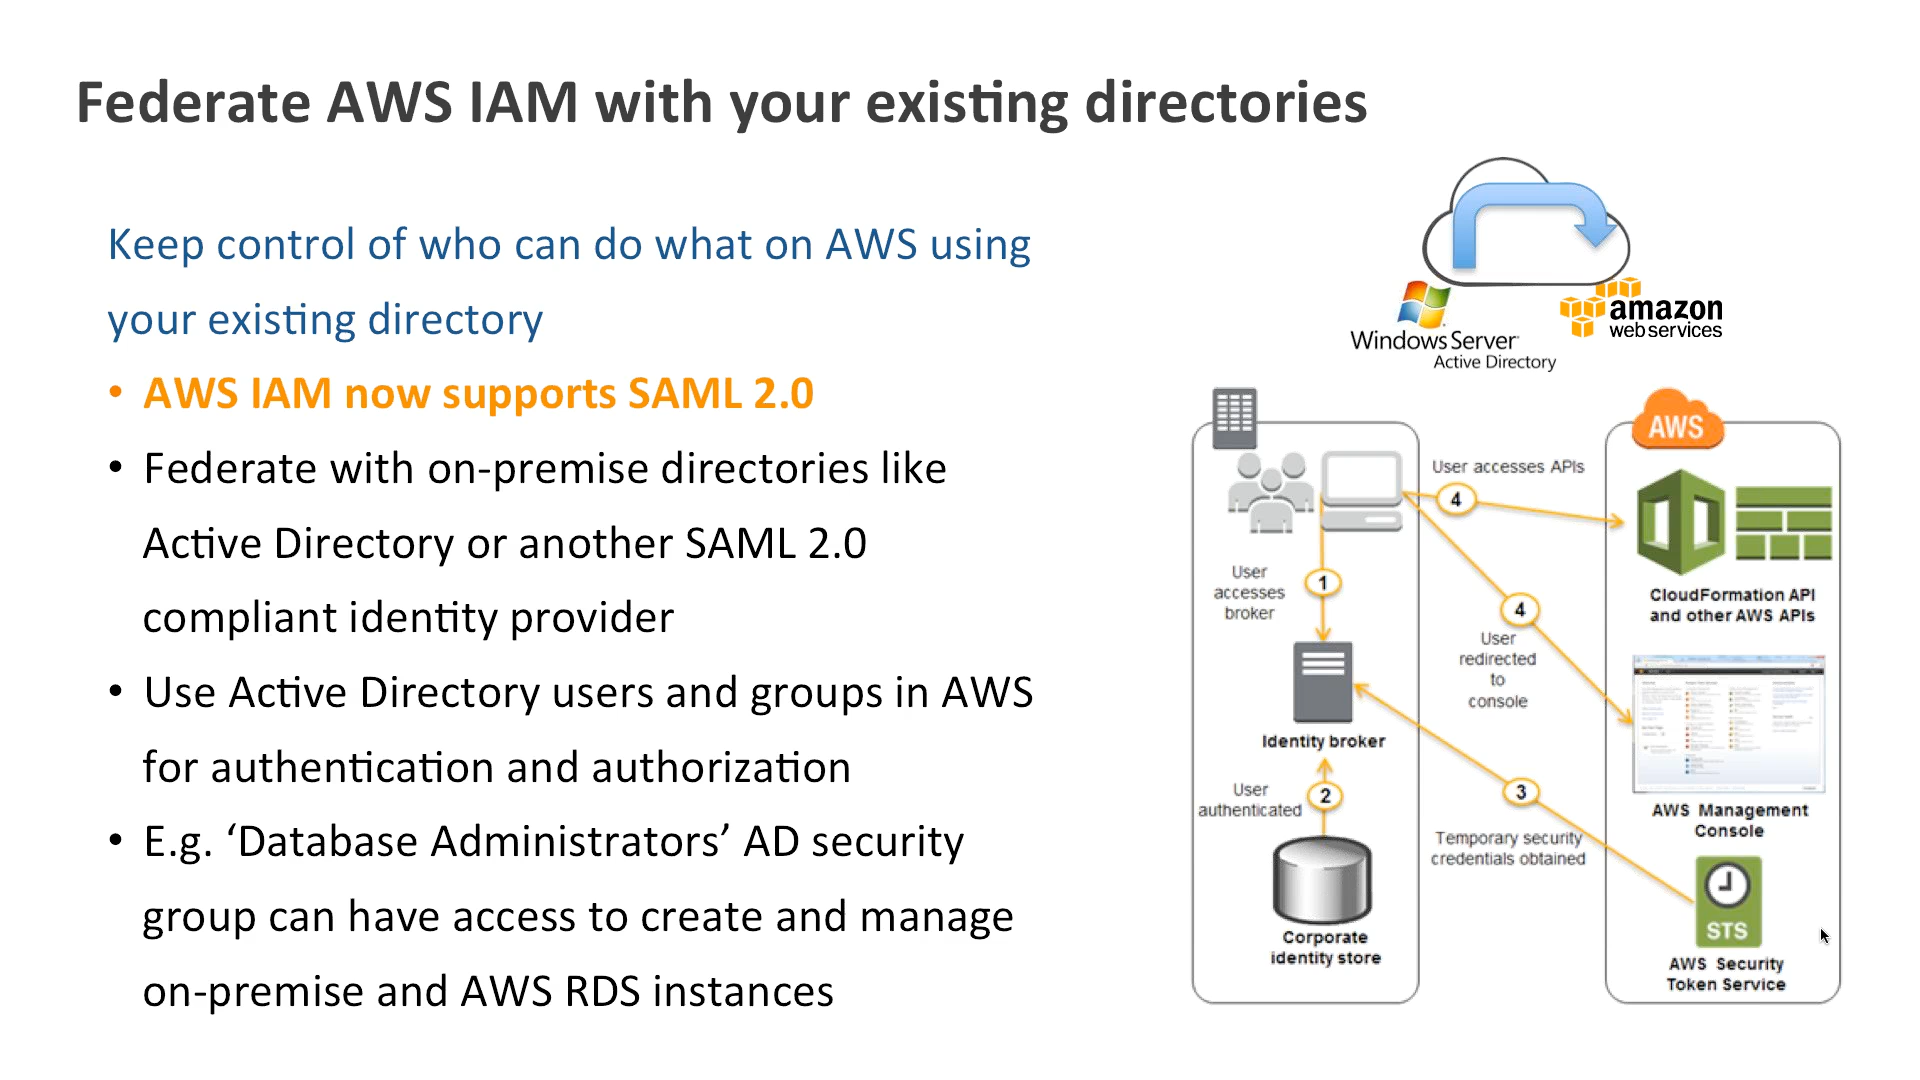 Federate AWS IAM with your existing directories
Keep control of who can do what on AWS using
your existing directory
• AWS IAM now supports SAML 2.0
• Federate with on-premise directories like
Active Directory or another SAML 2.0
compliant identity provider
• Use Active Directory users and groups in AWS
for authentication and authorization
• E.g. ‘Database Administrators’ AD security
group can have access to create and manage
on-premise and AWS RDS instances
Windows Server
Active Directory
amazon
web services
AWS
User accesses APIs
4
CloudFormation API
and other AWS APIs
User
accesses
broker
1
4
User
redirected
to
console
Identity broker
AWS Management
Console
User
authenticated
2
3
Temporary security
credentials obtained
Corporate
identity store
STS
AWS Security
Token Service